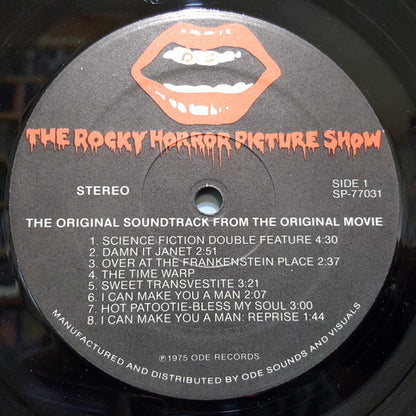 THE ROCKY HORROR PICTURE SHOW
STEREO
SIDE 1
SP-77031
THE ORIGINAL SOUNDTRACK FROM THE ORIGINAL MOVIE
1. SCIENCE FICTION DOUBLE FEATURE 4:30
2. DAMN IT JANET 2:51
3. OVER AT THE FRANKENSTEIN PLACE 2:37
4. THE TIME WARP
5. SWEET TRANSVESTITE 3:21
6. I CAN MAKE YOU A MAN 2:07
7. HOT PATOOTIE-BLESS MY SOUL 3:00
8. I CAN MAKE YOU A MAN: REPRISE 1:44
℗1975 ODE RECORDS
MANUFACTURED AND DISTRIBUTED BY ODE SOUNDS AND VISUALS